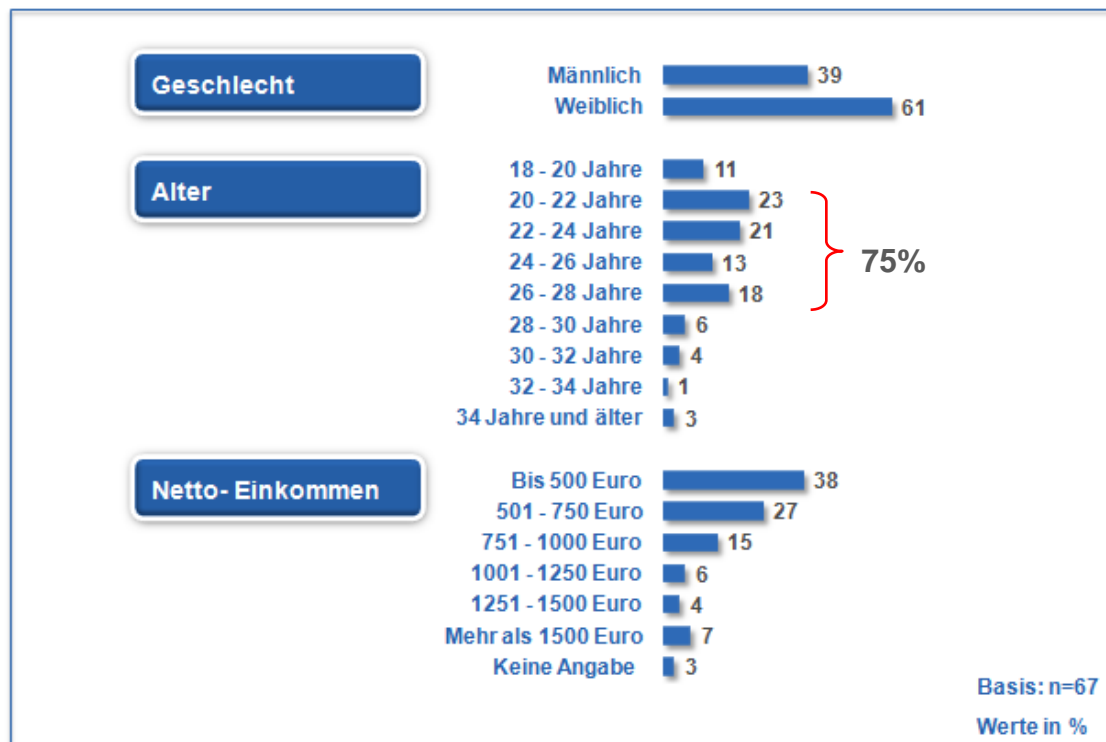 Geschlecht
Männlich 39
Weiblich 61
Alter
18 - 20 Jahre 11
20 - 22 Jahre 23
22 - 24 Jahre 21
24 - 26 Jahre 13
26 - 28 Jahre 18
75%
28 - 30 Jahre 6
30 - 32 Jahre 4
32 - 34 Jahre 1
34 Jahre und älter 3
Netto- Einkommen
Bis 500 Euro 38
501 - 750 Euro 27
751 - 1000 Euro 15
1001 - 1250 Euro 6
1251 - 1500 Euro 4
Mehr als 1500 Euro 7
Keine Angabe 3
Basis: n=67
Werte in %